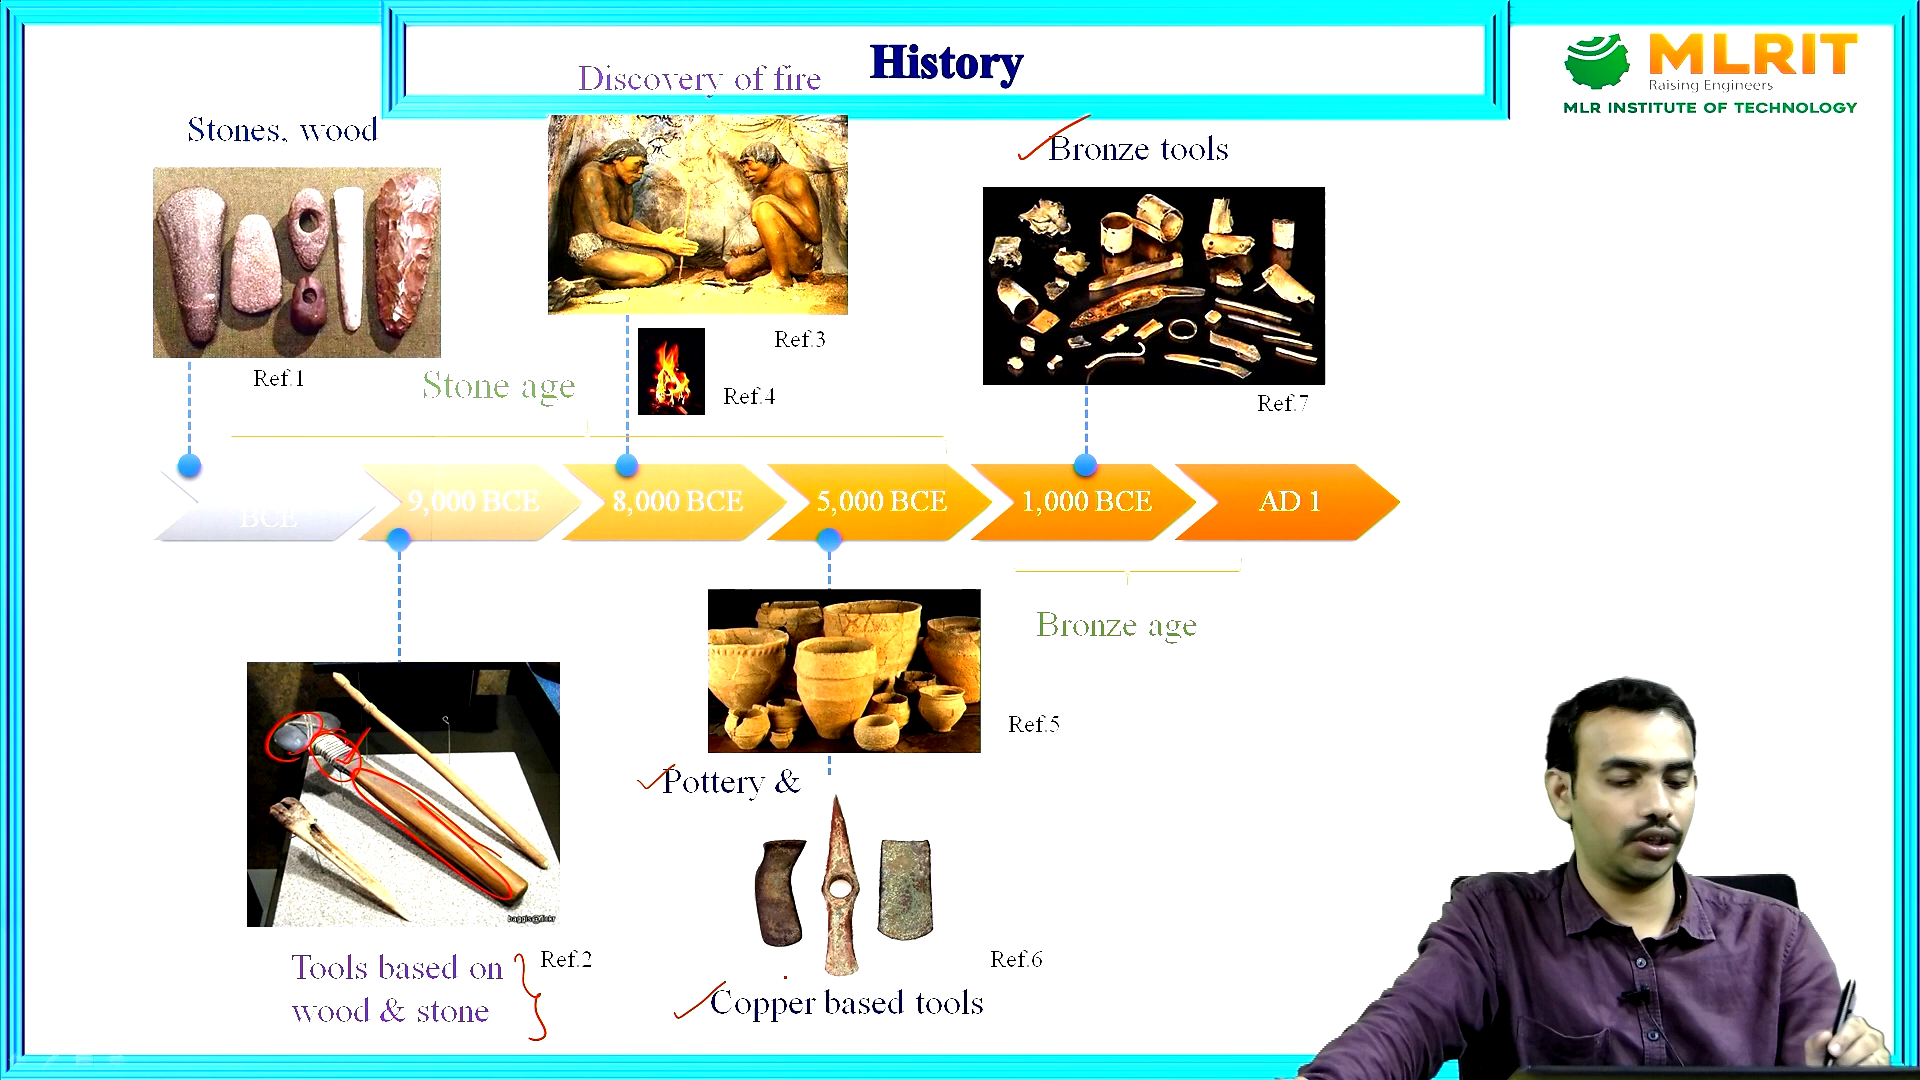 History
Discovery of fire
MLRIT
Raising Engineers
MLR INSTITUTE OF TECHNOLOGY
Stones, wood
Bronze tools
Ref.3
Ref.1
Stone age
Ref.4
Ref.7
BCE
9,000 BCE
8,000 BCE
5,000 BCE
1,000 BCE
AD 1
Bronze age
Ref.5
Pottery &
baggis@flickr
Tools based on
wood & stone
Ref.2
Ref.6
Copper based tools